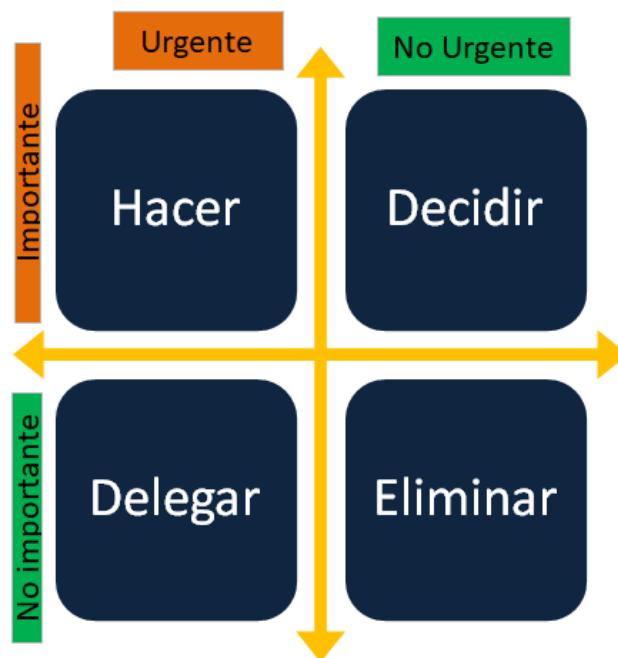 Urgente
No Urgente
Importante
Hacer
Decidir
No importante
Delegar
Eliminar